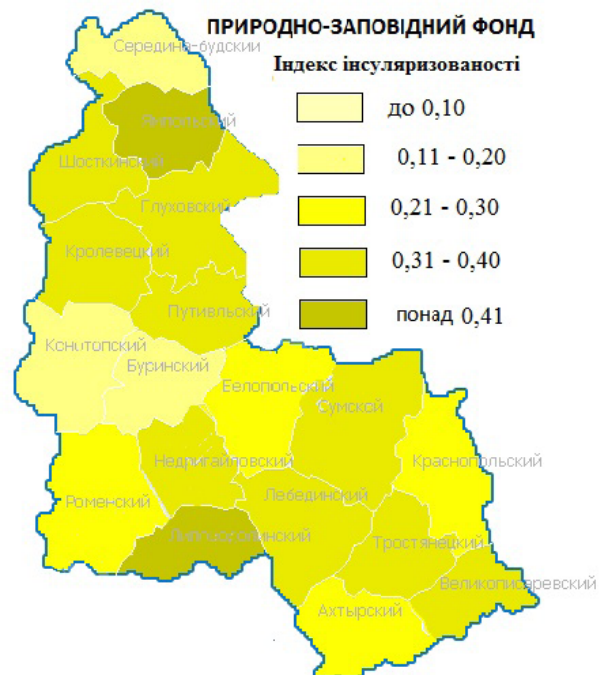 ПРИРОДНО-ЗАПОВІДНИЙ ФОНД
Індекс інсуляризованості
до 0,10
0,11 - 0,20
0,21 - 0,30
0,31 - 0,40
понад 0,41
Середина-будский
Ямпольский
Шосткинский
Глуховский
Кролевецкий
Путивльский
Конотопский
Буринский
Белопольский
Сумской
Недригайловский
Краснопольский
Лебединский
Роменский
Липоводолинский
Тростянецкий
Великописаревский
Ахтырский